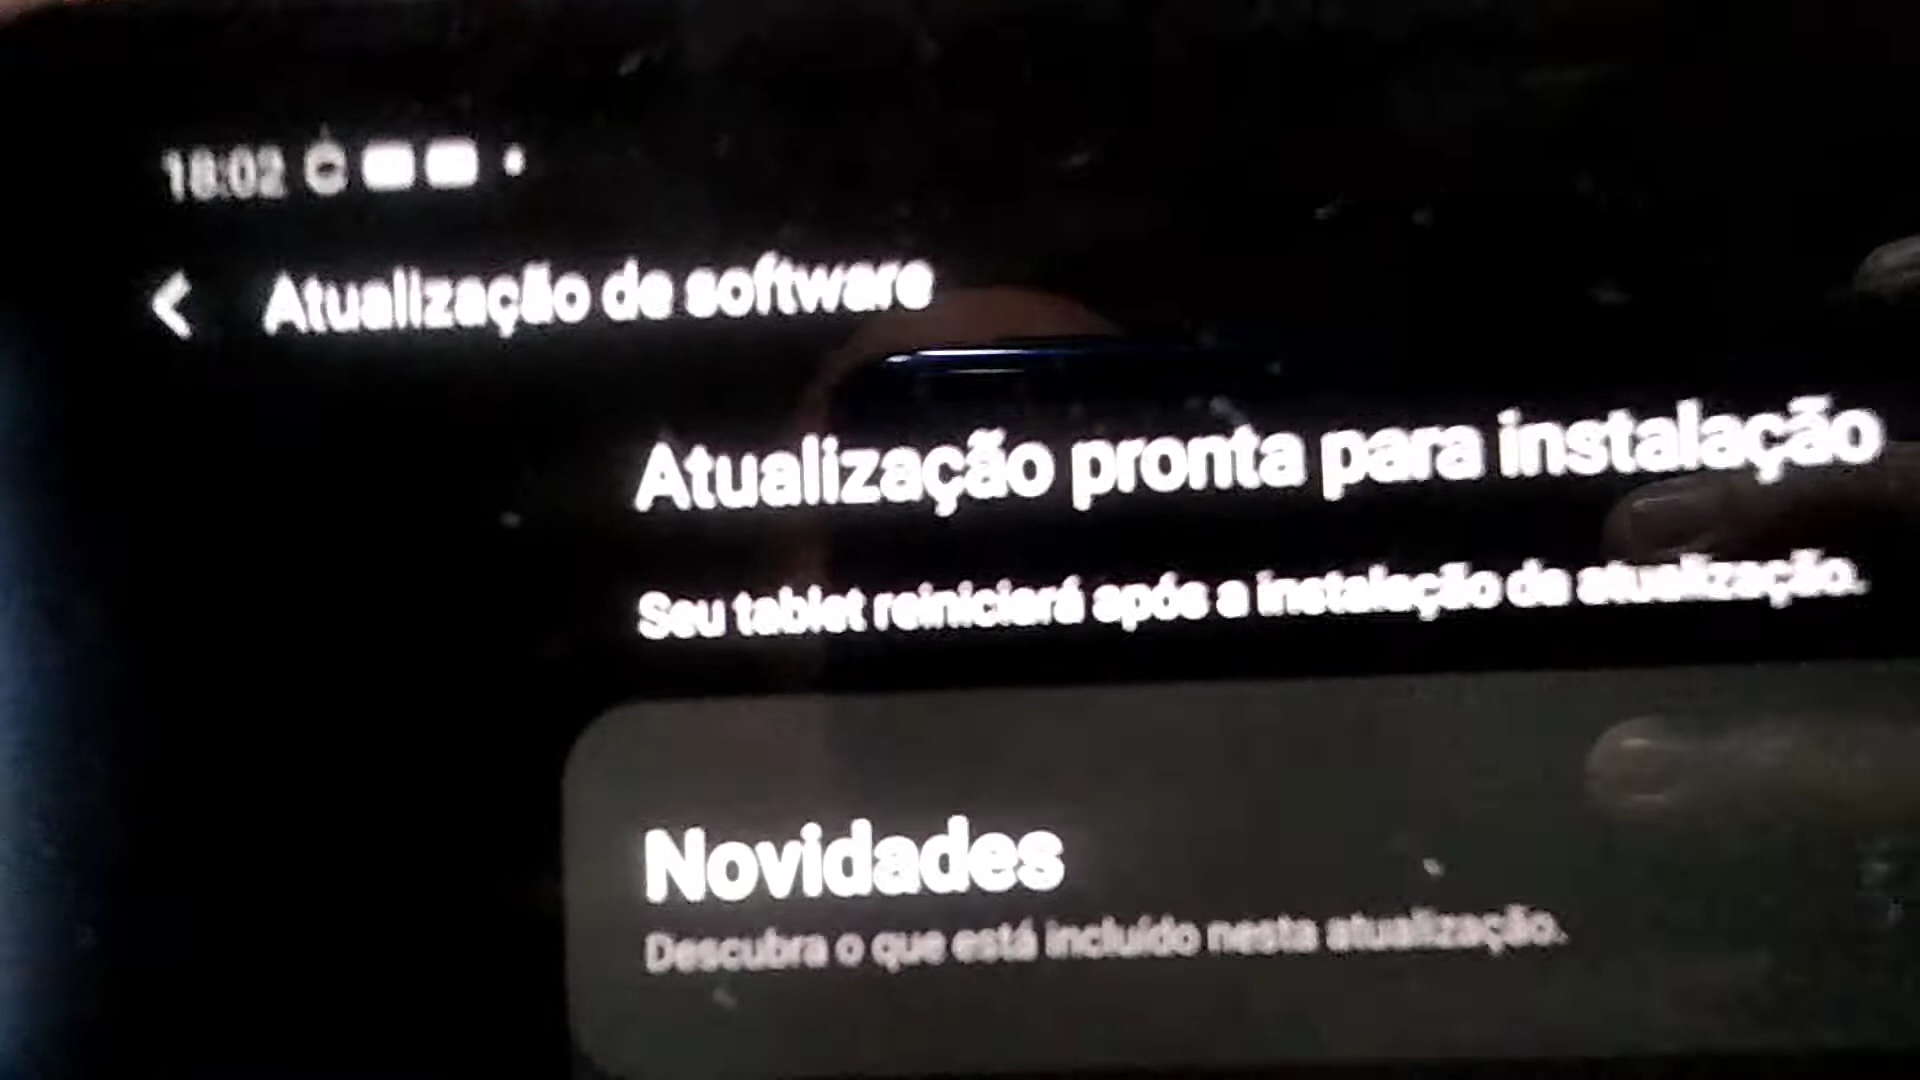 18:02
Atualização de software
Atualização pronta para instalação
Seu tablet reiniciará após a instalação da atualização.
Novidades
Descubra o que está incluído nesta atualização.